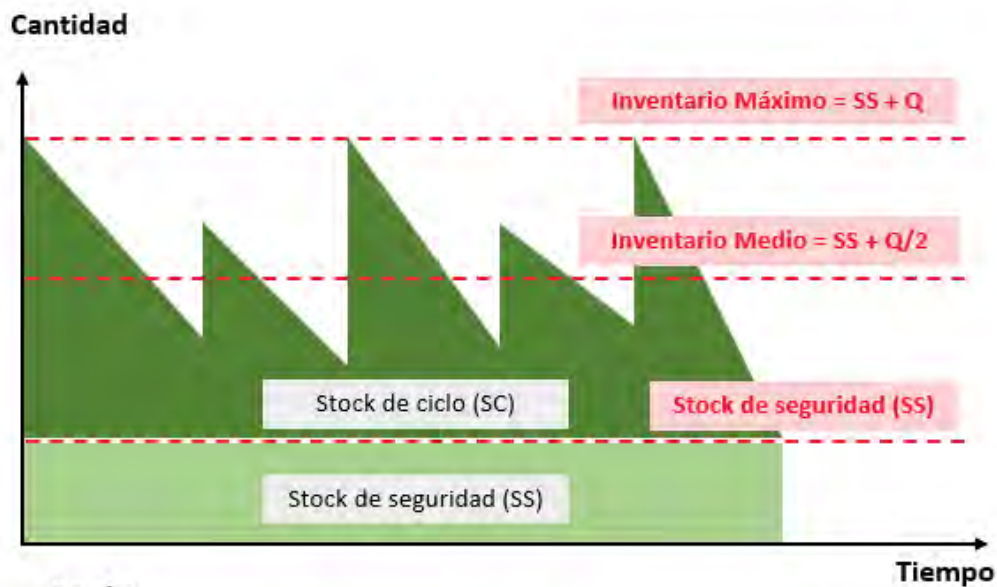 Cantidad
Inventario Máximo = SS + Q
Inventario Medio = SS + Q/2
Stock de ciclo (SC)
Stock de seguridad (SS)
Stock de seguridad (SS)
Tiempo